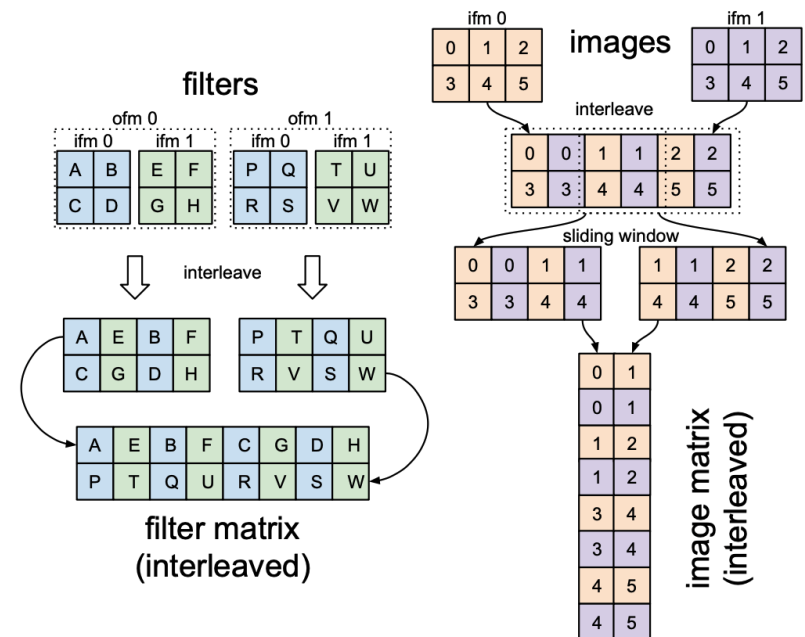 filters
ofm 0
ofm 1
ifm 0 ifm 1
ifm 0 ifm 1
A B E F
C D G H
P Q T U
R S V W
interleave
A E B F
C G D H
P T Q U
R V S W
A E B F C G D H
P T Q U R V S W
filter matrix
(interleaved)
ifm 0
images
ifm 1
0 1 2
3 4 5
0 1 2
3 4 5
interleave
0 0 1 1 2 2
3 3 4 4 5 5
sliding window
0 0 1 1
3 3 4 4
1 1 2 2
4 4 5 5
0 1
0 1
1 2
1 2
3 4
3 4
4 5
4 5
image matrix
(interleaved)